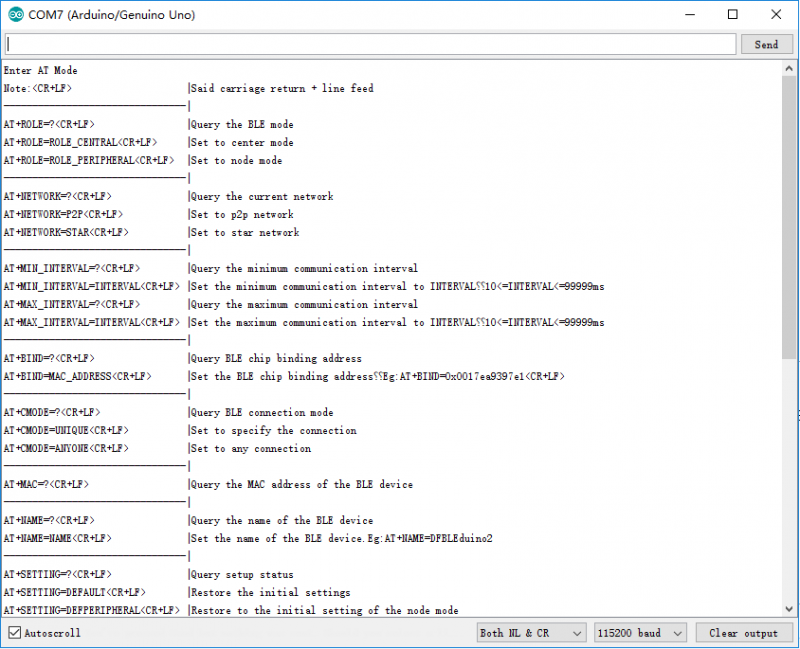 COM7 (Arduino/Genuino Uno)
Send
Enter AT Mode
Note:<CR+LF> |Said carriage return + line feed
————————————————|
AT+ROLE=?<CR+LF> |Query the BLE mode
AT+ROLE=ROLE_CENTRAL<CR+LF> |Set to center mode
AT+ROLE=ROLE_PERIPHERAL<CR+LF> |Set to node mode
————————————————|
AT+NETWORK=?<CR+LF> |Query the current network
AT+NETWORK=P2P<CR+LF> |Set to p2p network
AT+NETWORK=STAR<CR+LF> |Set to star network
————————————————|
AT+MIN_INTERVAL=?<CR+LF> |Query the minimum communication interval
AT+MIN_INTERVAL=INTERVAL<CR+LF> |Set the minimum communication interval to INTERVAL⸮⸮10<=INTERVAL<=99999ms
AT+MAX_INTERVAL=?<CR+LF> |Query the maximum communication interval
AT+MAX_INTERVAL=INTERVAL<CR+LF> |Set the maximum communication interval to INTERVAL⸮⸮10<=INTERVAL<=99999ms
————————————————|
AT+BIND=?<CR+LF> |Query BLE chip binding address
AT+BIND=MAC_ADDRESS<CR+LF> |Set the BLE chip binding address⸮⸮Eg:AT+BIND=0x0017ea9397e1<CR+LF>
————————————————|
AT+CMODE=?<CR+LF> |Query BLE connection mode
AT+CMODE=UNIQUE<CR+LF> |Set to specify the connection
AT+CMODE=ANYONE<CR+LF> |Set to any connection
————————————————|
AT+MAC=?<CR+LF> |Query the MAC address of the BLE device
————————————————|
AT+NAME=?<CR+LF> |Query the name of the BLE device
AT+NAME=NAME<CR+LF> |Set the name of the BLE device.Eg:AT+NAME=DFBLEduino2
————————————————|
AT+SETTING=?<CR+LF> |Query setup status
AT+SETTING=DEFAULT<CR+LF> |Restore the initial settings
AT+SETTING=DEFPERIPHERAL<CR+LF> |Restore to the initial setting of the node mode
Autoscroll Both NL & CR 115200 baud Clear output